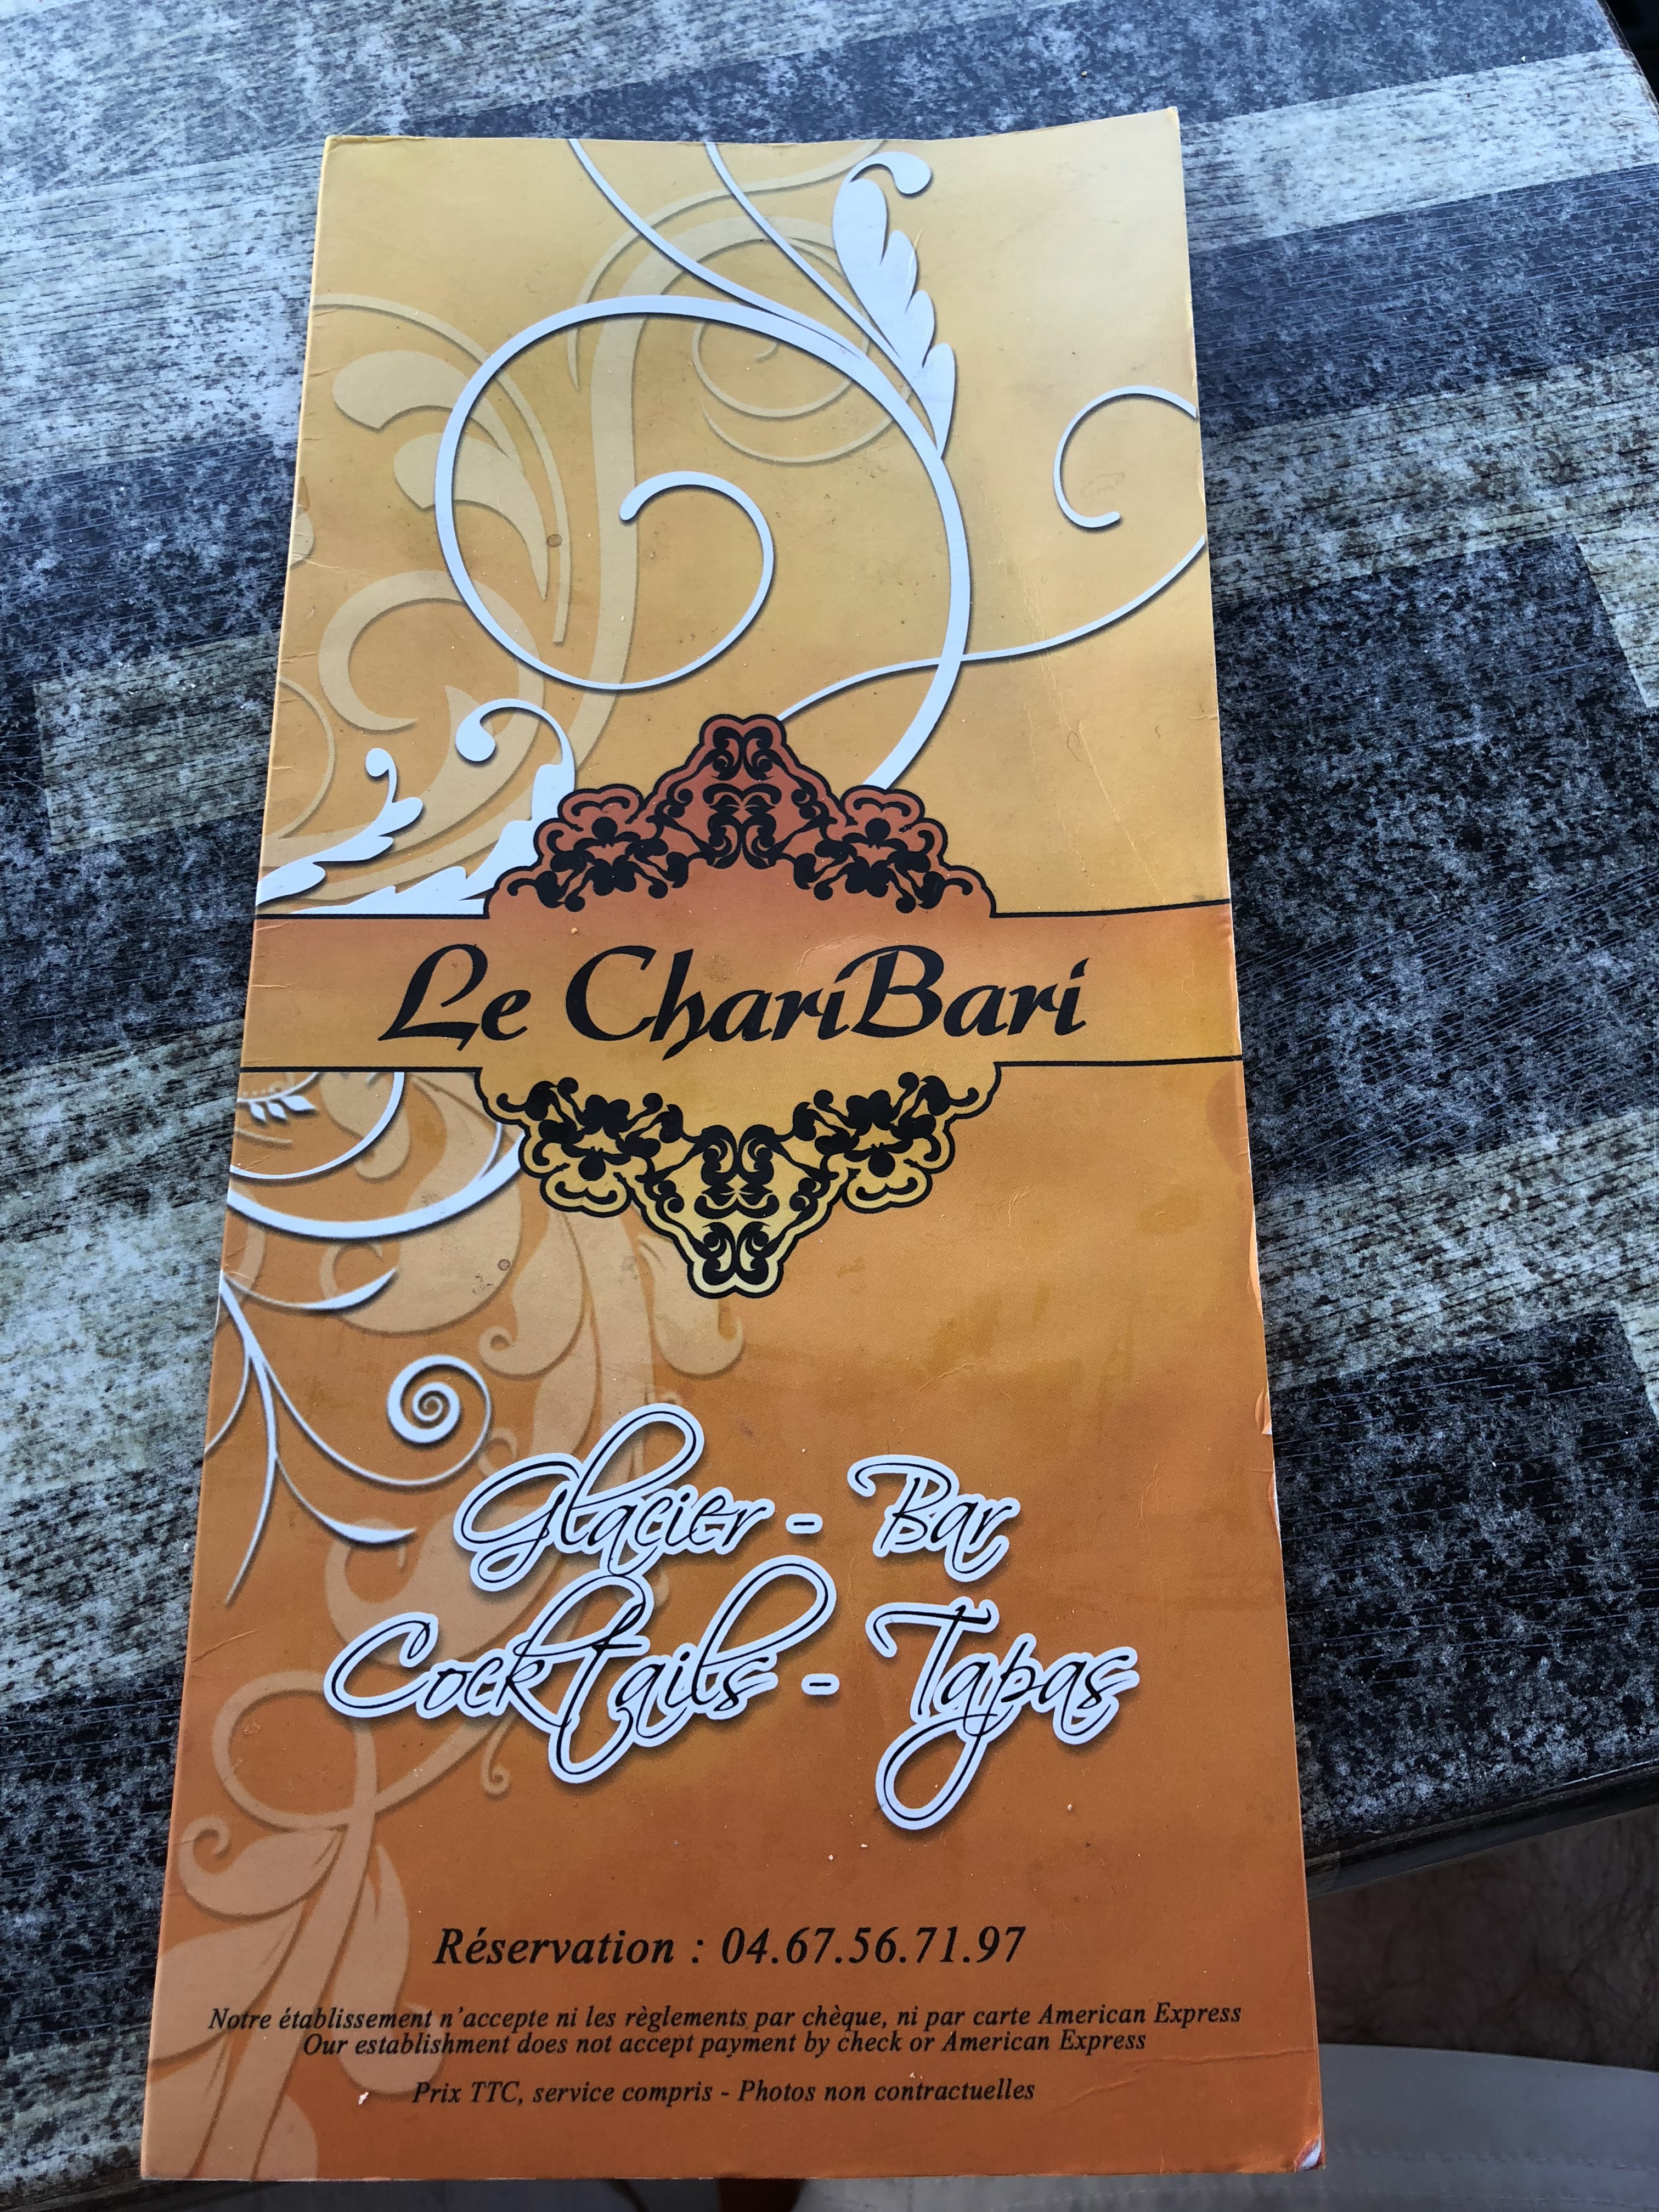 Le ChariBari
Glacier - Bar
Cocktails - Tapas
Réservation : 04.67.56.71.97
Notre établissement n'accepte ni les règlements par chèque, ni par carte American Express
Our establishment does not accept payment by check or American Express
Prix TTC, service compris - Photos non contractuelles